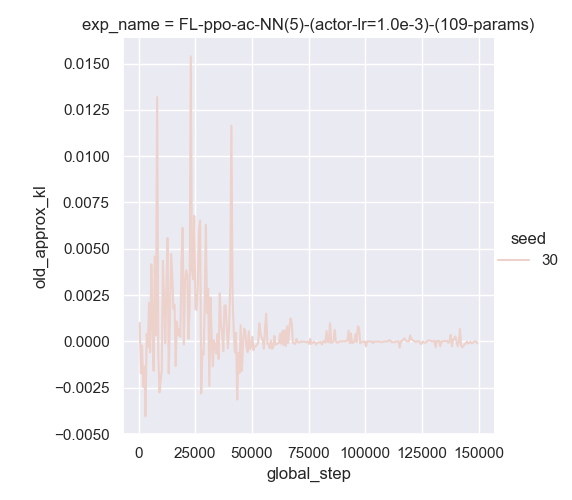 exp_name = FL-ppo-ac-NN(5)-(actor-lr=1.0e-3)-(109-params)
0.0150
0.0125
0.0100
0.0075
0.0050
0.0025
0.0000
−0.0025
−0.0050
old_approx_kl
0 25000 50000 75000 100000 125000 150000
global_step
seed
30